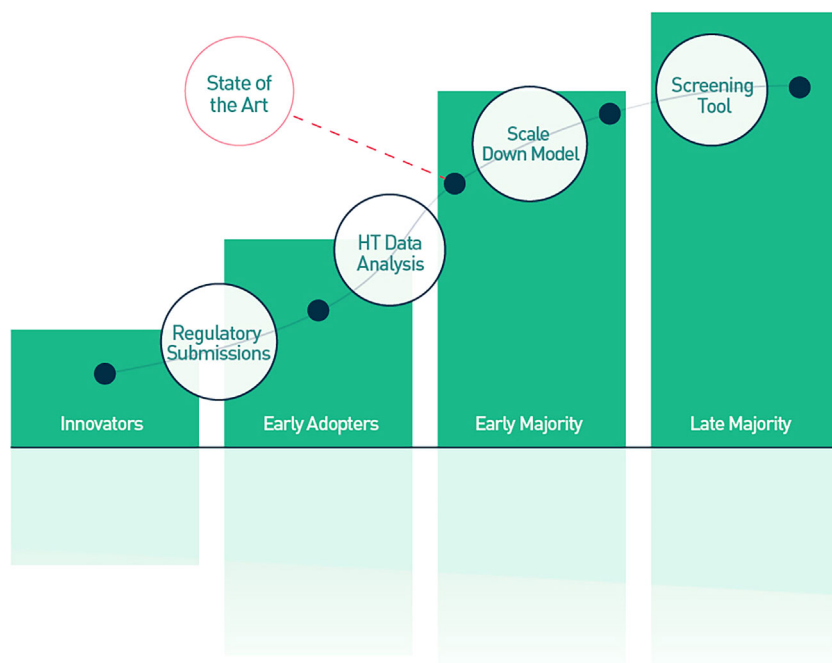 State of
the Art
Screening
Tool
Scale
Down Model
HT Data
Analysis
Regulatory
Submissions
Innovators
Early Adopters
Early Majority
Late Majority